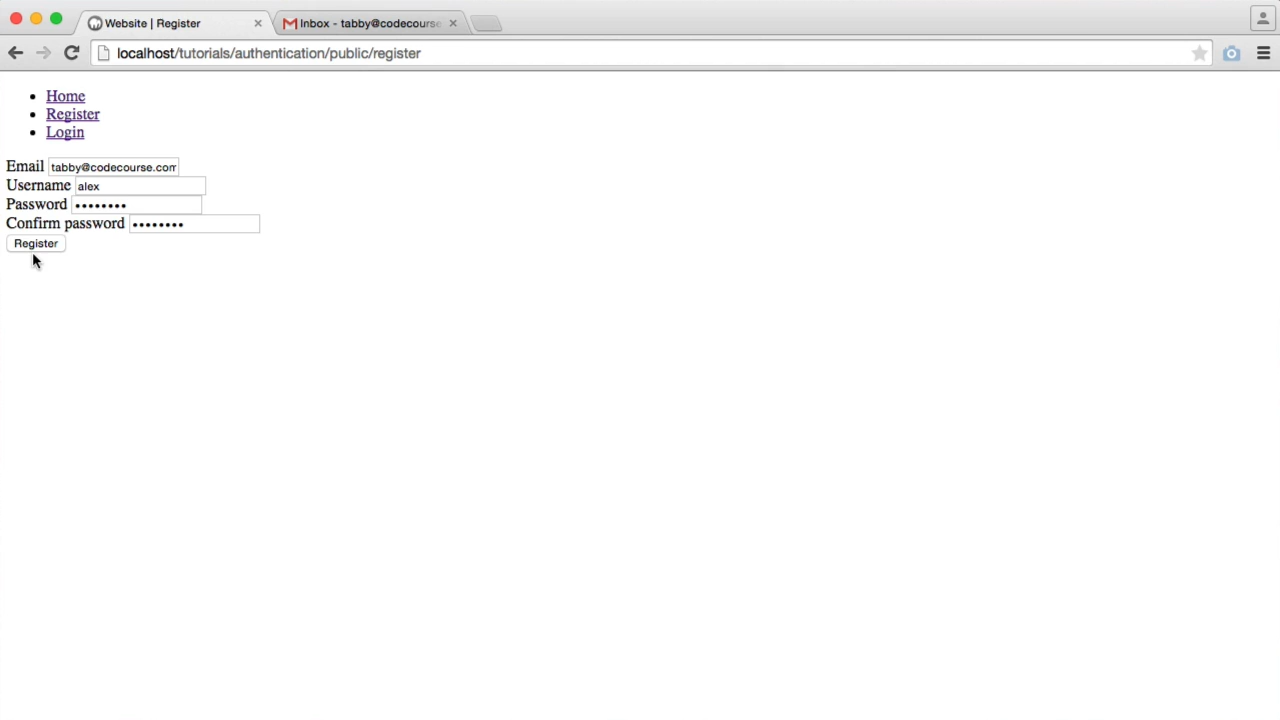 Website | Register
Inbox - tabby@codecourse
localhost/tutorials/authentication/public/register
Home
Register
Login
Email tabby@codecourse.com
Username alex
Password ••••••••
Confirm password ••••••••
Register